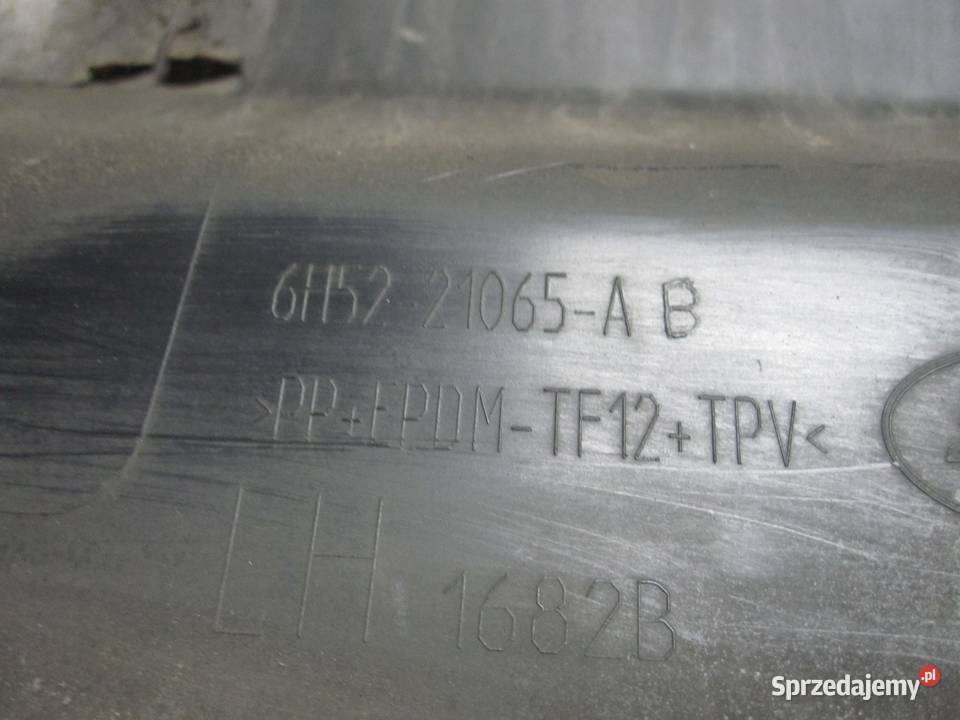 6H52 21065-A B
>PP+EPDM-TF12+TPV<
LH 1682B
Sprzedajemy.pl